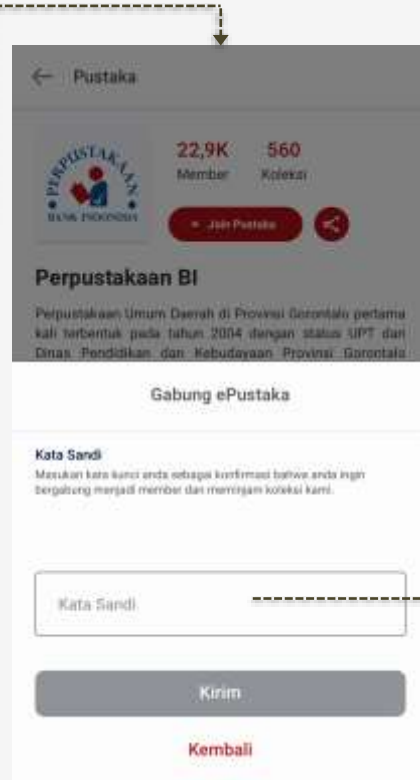 ← Pustaka
PERPUSTAKAAN
BANK INDONESIA
22,9K 560
Member Koleksi
+ Join Pustaka
Perpustakaan BI
Perpustakaan Umum Daerah di Provinsi Gorontalo pertama
kali terbentuk pada tahun 2004 dengan status UPT dari
Dinas Pendidikan dan Kebudayaan Provinsi Gorontalo
Gabung ePustaka
Kata Sandi
Masukan kata kunci anda sebagai konfirmasi bahwa anda ingin
bergabung menjadi member dan meminjam koleksi kami.
Kata Sandi
Kirim
Kembali